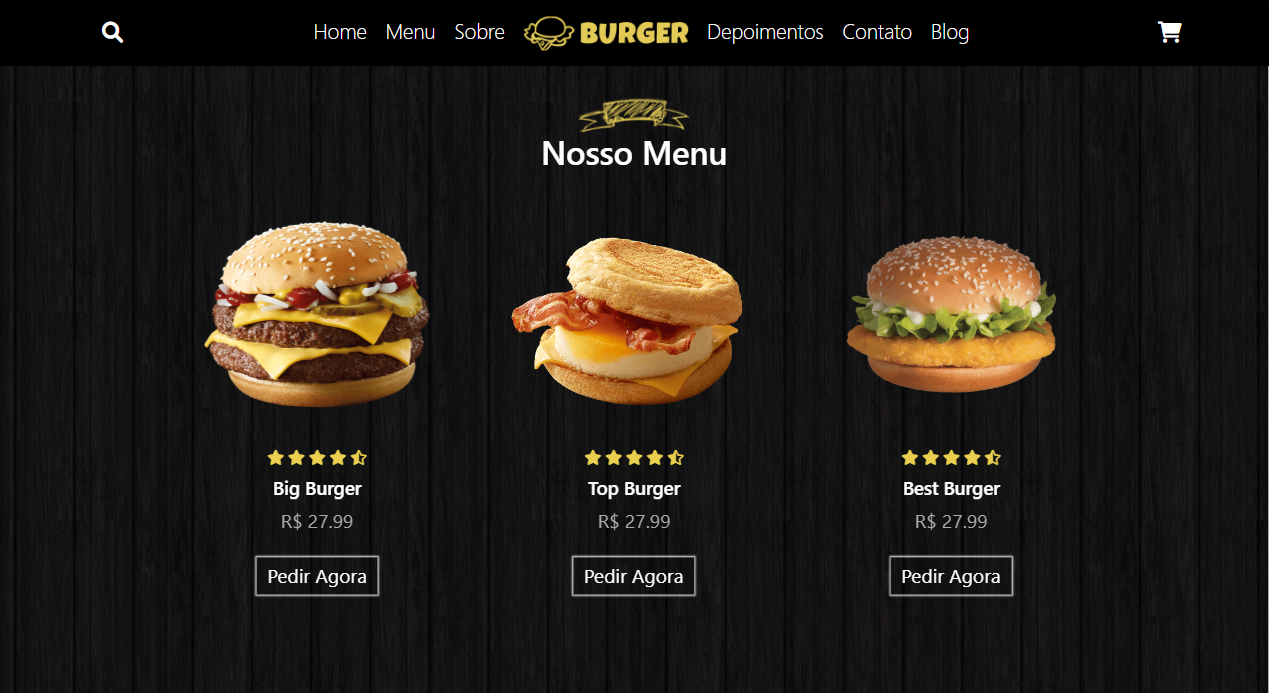 Home Menu Sobre BURGER Depoimentos Contato Blog
Nosso Menu
Big Burger
R$ 27.99
Pedir Agora
Top Burger
R$ 27.99
Pedir Agora
Best Burger
R$ 27.99
Pedir Agora